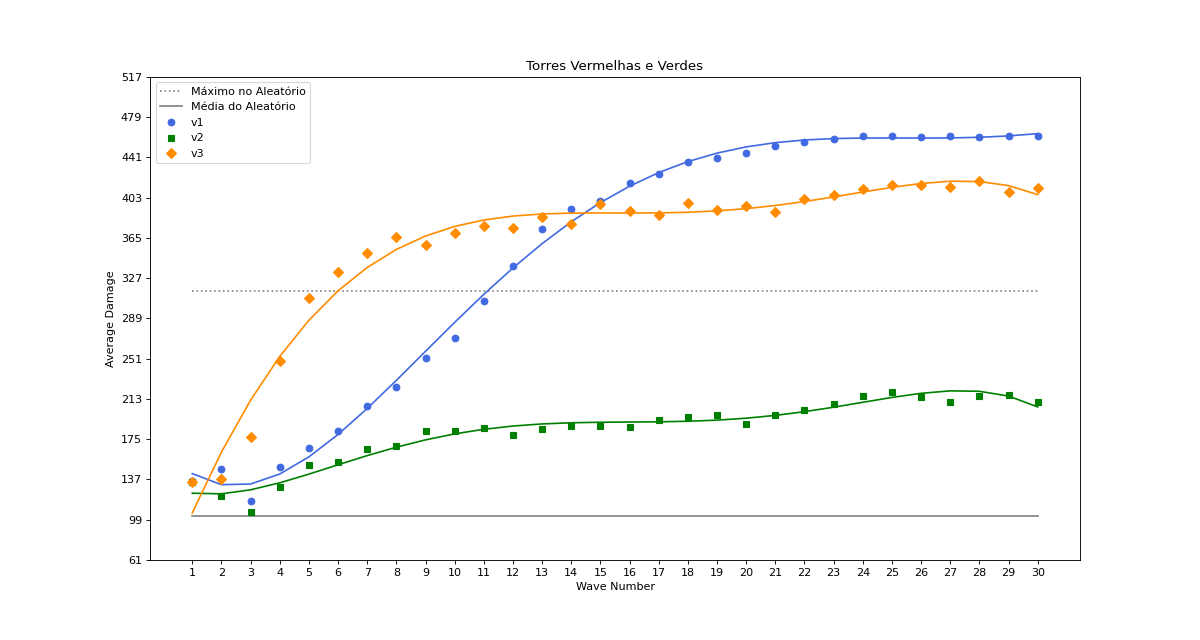 Torres Vermelhas e Verdes
Máximo no Aleatório
Média do Aleatório
v1
v2
v3
517
479
441
403
365
327
289
251
213
175
137
99
61
Average Damage
1 2 3 4 5 6 7 8 9 10 11 12 13 14 15 16 17 18 19 20 21 22 23 24 25 26 27 28 29 30
Wave Number